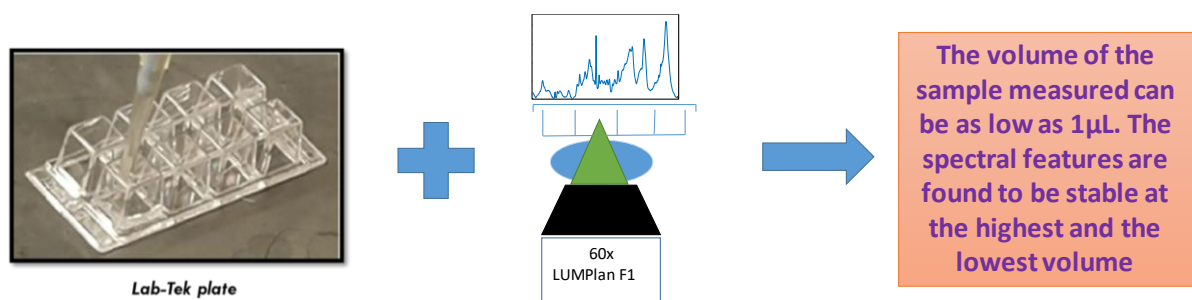 Lab-Tek plate
60x
LUMPlan F1
The volume of the
sample measured can
be as low as 1µL. The
spectral features are
found to be stable at
the highest and the
lowest volume